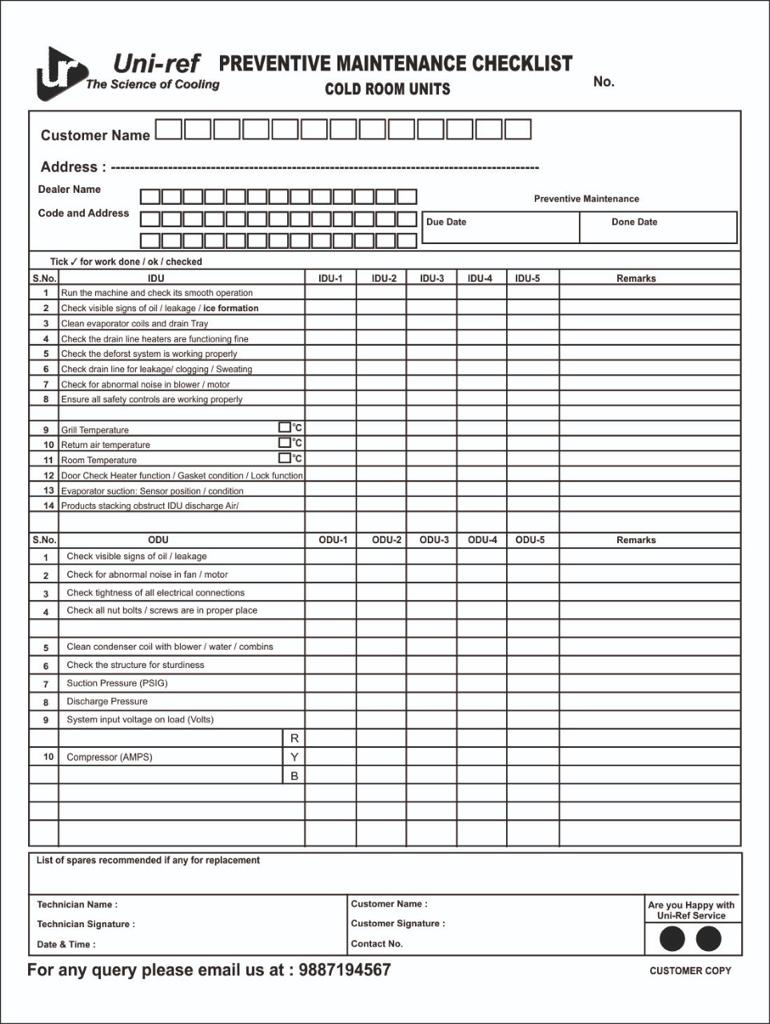 ur Uni-ref PREVENTIVE MAINTENANCE CHECKLIST
The Science of Cooling COLD ROOM UNITS No.
Customer Name
Address : ------------------------------------------------------------------------------------------
Dealer Name
Preventive Maintenance
Code and Address
Due Date Done Date
Tick ✓ for work done / ok / checked
S.No. IDU IDU-1 IDU-2 IDU-3 IDU-4 IDU-5 Remarks
1 Run the machine and check its smooth operation
2 Check visible signs of oil / leakage / ice formation
3 Clean evaporator coils and drain Tray
4 Check the drain line heaters are functioning fine
5 Check the deforst system is working properly
6 Check drain line for leakage/ clogging / Sweating
7 Check for abnormal noise in blower / motor
8 Ensure all safety controls are working properly
9 Grill Temperature °C
10 Return air temperature °C
11 Room Temperature °C
12 Door Check Heater function / Gasket condition / Lock function
13 Evaporator suction: Sensor position / condition
14 Products stacking obstruct IDU discharge Air/
S.No. ODU ODU-1 ODU-2 ODU-3 ODU-4 ODU-5 Remarks
1 Check visible signs of oil / leakage
2 Check for abnormal noise in fan / motor
3 Check tightness of all electrical connections
4 Check all nut bolts / screws are in proper place
5 Clean condenser coil with blower / water / combins
6 Check the structure for sturdiness
7 Suction Pressure (PSIG)
8 Discharge Pressure
9 System input voltage on load (Volts)
R
10 Compressor (AMPS) Y
B
List of spares recommended if any for replacement
Technician Name : Customer Name : Are you Happy with
Uni-Ref Service
Technician Signature : Customer Signature :
Date & Time : Contact No.
For any query please email us at : 9887194567 CUSTOMER COPY